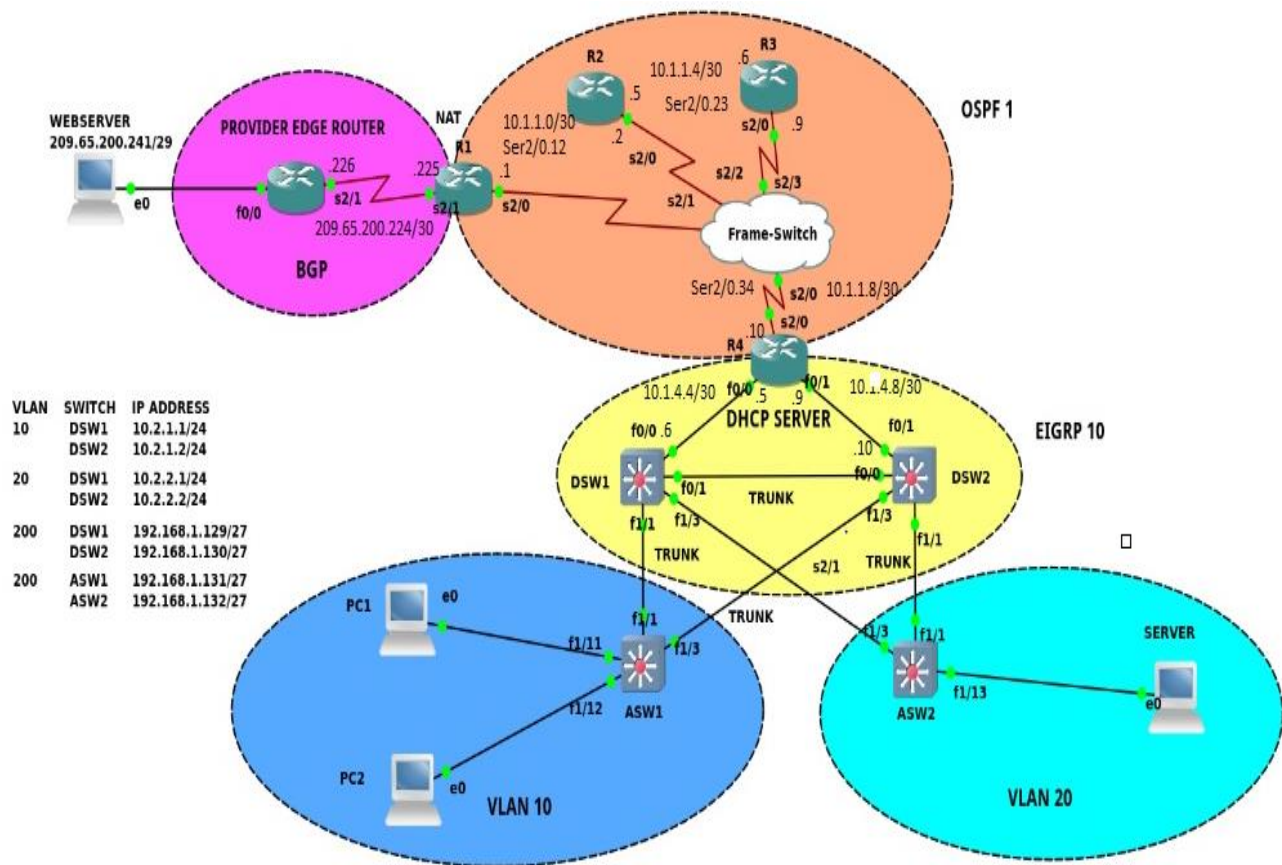 R2
R3
.6
10.1.1.4/30
.5
Ser2/0.23
OSPF 1
WEBSERVER
209.65.200.241/29
PROVIDER EDGE ROUTER
NAT
R1
10.1.1.0/30
Ser2/0.12
.2
s2/0
s2/0
.9
.226
.225
.1
s2/2
s2/3
e0
f0/0
s2/1
s2/1
s2/0
s2/1
209.65.200.224/30
Frame-Switch
BGP
Ser2/0.34
s2/0
10.1.1.8/30
s2/0
.10
R4
10.1.4.4/30
f0/0
.5
.9
f0/1
10.1.4.8/30
DHCP SERVER
EIGRP 10
f0/0
.6
f0/1
.10
DSW1
f0/1
TRUNK
f0/0
DSW2
f1/1
f1/3
f1/3
f1/1
TRUNK
s2/1
TRUNK
VLAN SWITCH IP ADDRESS
10 DSW1 10.2.1.1/24
DSW2 10.2.1.2/24
20 DSW1 10.2.2.1/24
DSW2 10.2.2.2/24
200 DSW1 192.168.1.129/27
DSW2 192.168.1.130/27
200 ASW1 192.168.1.131/27
ASW2 192.168.1.132/27
PC1
e0
f1/1
TRUNK
f1/11
f1/3
f1/12
ASW1
PC2
e0
VLAN 10
f1/3
f1/1
SERVER
f1/13
e0
ASW2
VLAN 20